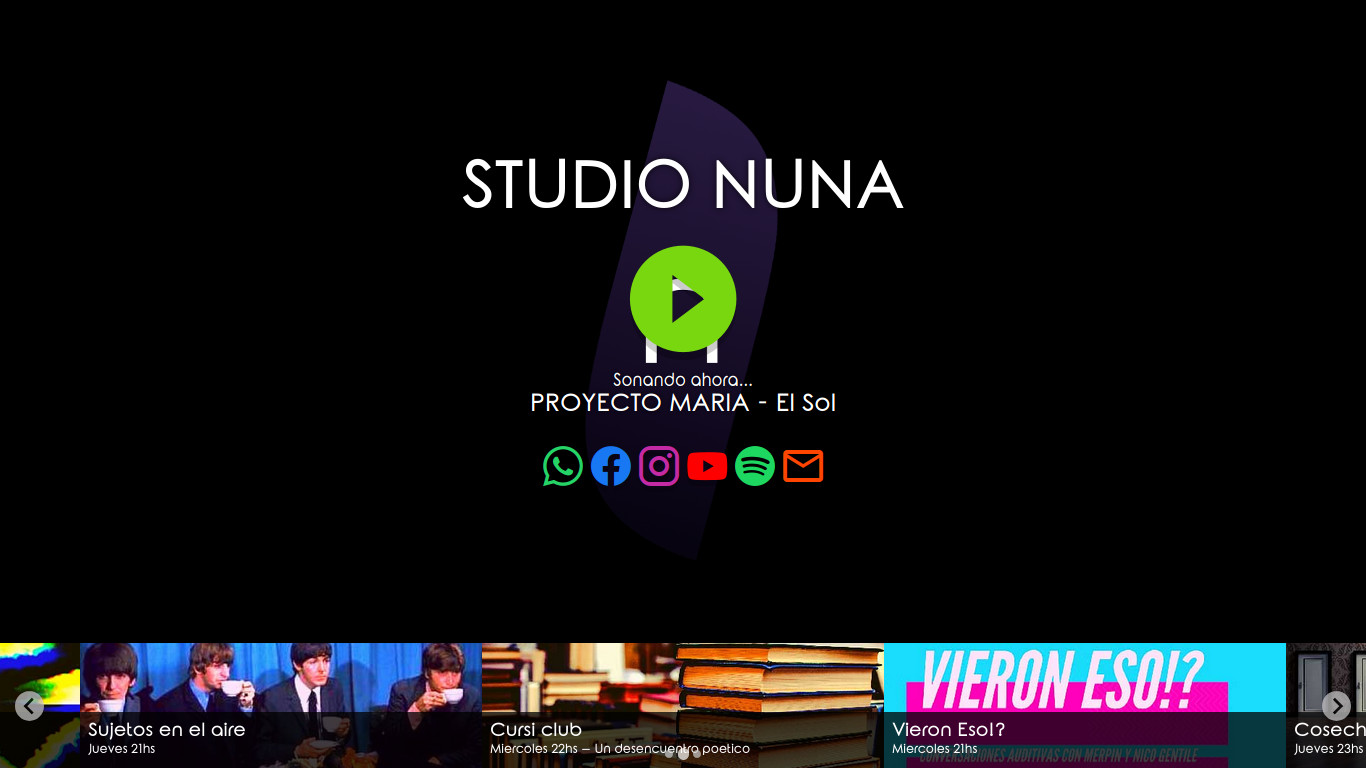 STUDIO NUNA
Sonando ahora...
PROYECTO MARIA - El Sol
Sujetos en el aire
Jueves 21hs
Cursi club
Miercoles 22hs – Un desencuentro poetico
VIERON ESO!?
Vieron Eso!?
Miercoles 21hs
CONVERSACIONES AUDITIVAS CON MERPIN Y NICO GENTILE
Cosech
Jueves 23hs